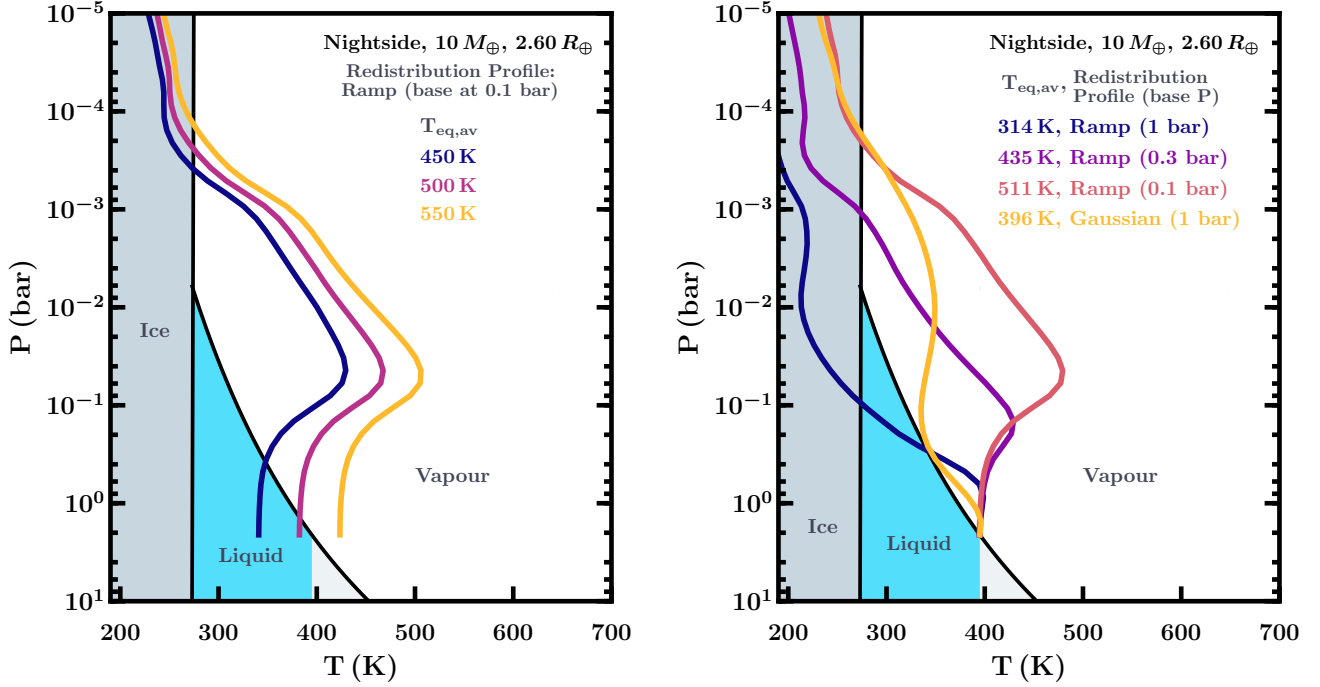 10⁻⁵
10⁻⁴
10⁻³
10⁻²
10⁻¹
10⁰
10¹
P (bar)
Nightside, 10 M⊕, 2.60 R⊕
Redistribution Profile:
Ramp (base at 0.1 bar)
T_eq,av
450 K
500 K
550 K
Ice
Vapour
Liquid
200 300 400 500 600 700
T (K)
10⁻⁵
10⁻⁴
10⁻³
10⁻²
10⁻¹
10⁰
10¹
P (bar)
Nightside, 10 M⊕, 2.60 R⊕
T_eq,av, Redistribution
Profile (base P)
314 K, Ramp (1 bar)
435 K, Ramp (0.3 bar)
511 K, Ramp (0.1 bar)
396 K, Gaussian (1 bar)
Vapour
Ice
Liquid
200 300 400 500 600 700
T (K)